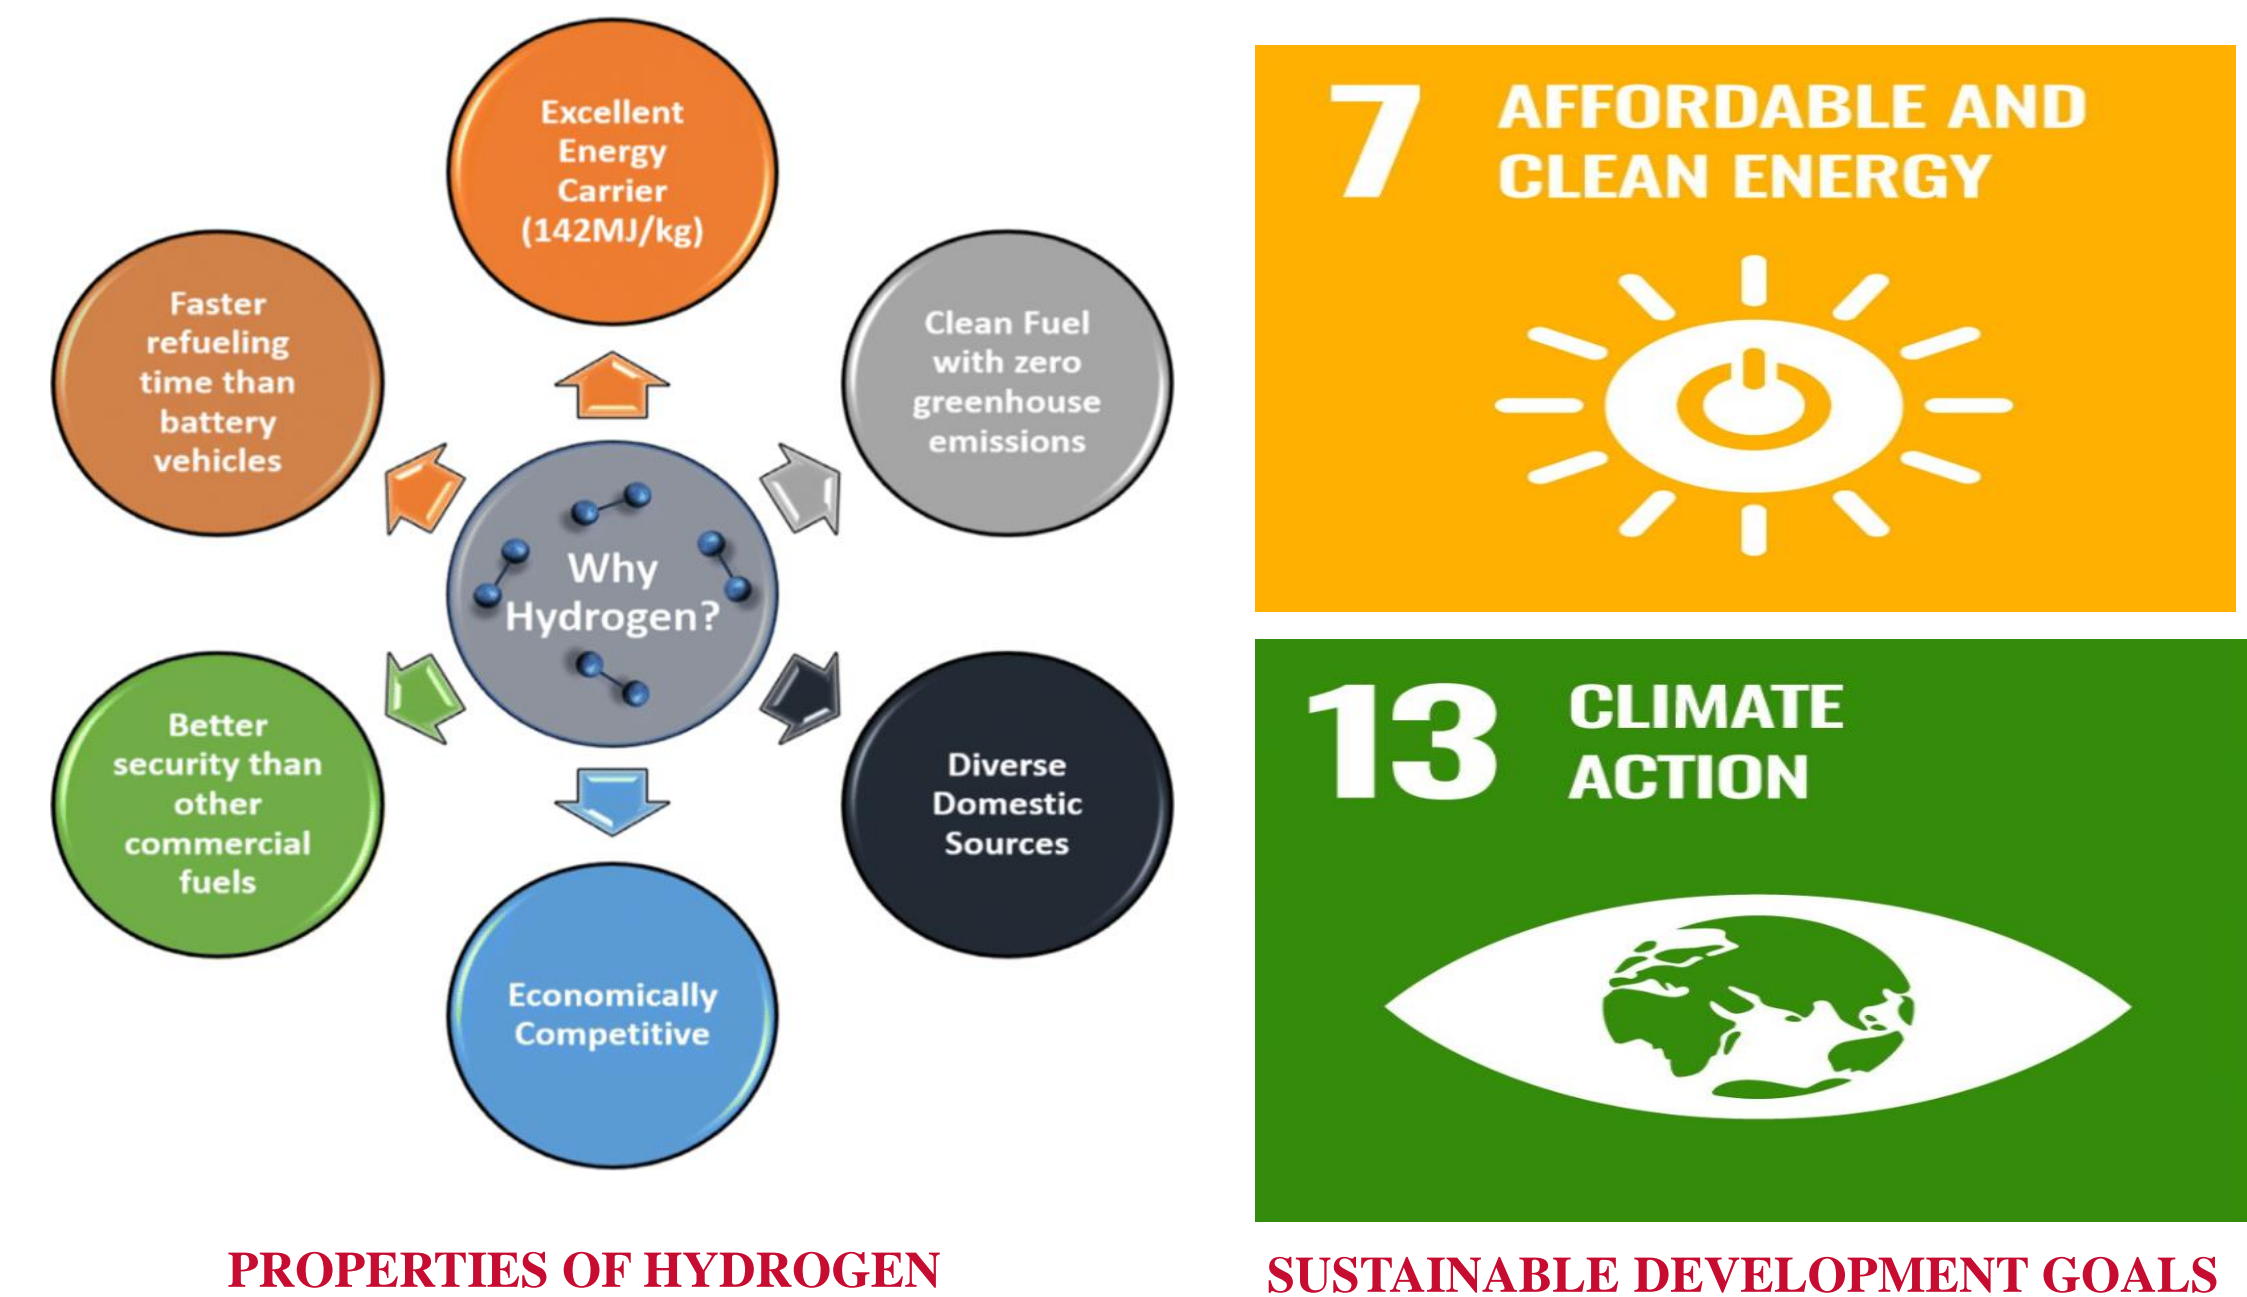 Excellent
Energy
Carrier
(142MJ/kg)
Clean Fuel
with zero
greenhouse
emissions
Diverse
Domestic
Sources
Economically
Competitive
Better
security than
other
commercial
fuels
Faster
refueling
time than
battery
vehicles
Why
Hydrogen?
PROPERTIES OF HYDROGEN
7
AFFORDABLE AND
CLEAN ENERGY
13
CLIMATE
ACTION
SUSTAINABLE DEVELOPMENT GOALS